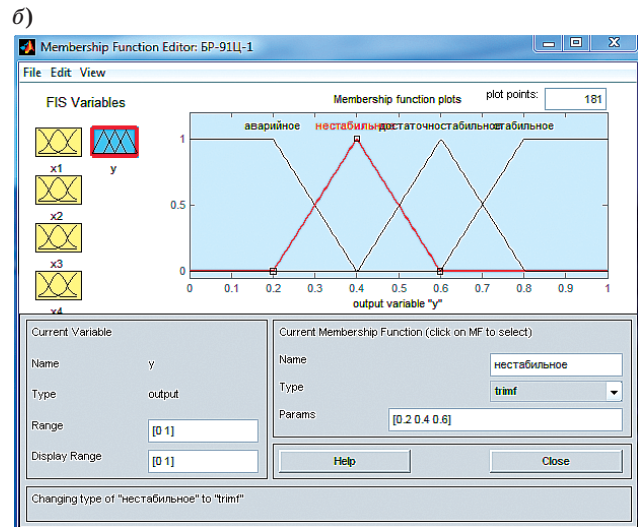 б)
Membership Function Editor: БР-91Ц-1
File Edit View
FIS Variables
Membership function plots
plot points:
181
x1
y
x2
x3
x4
аварийное
нестабильное
достаточностабильное
стабильное
1
0.5
0
0 0.1 0.2 0.3 0.4 0.5 0.6 0.7 0.8 0.9 1
output variable "y"
Current Variable
Name y
Type output
Range [0 1]
Display Range [0 1]
Current Membership Function (click on MF to select)
Name нестабильное
Type trimf
Params [0.2 0.4 0.6]
Help Close
Changing type of "нестабильное" to "trimf"